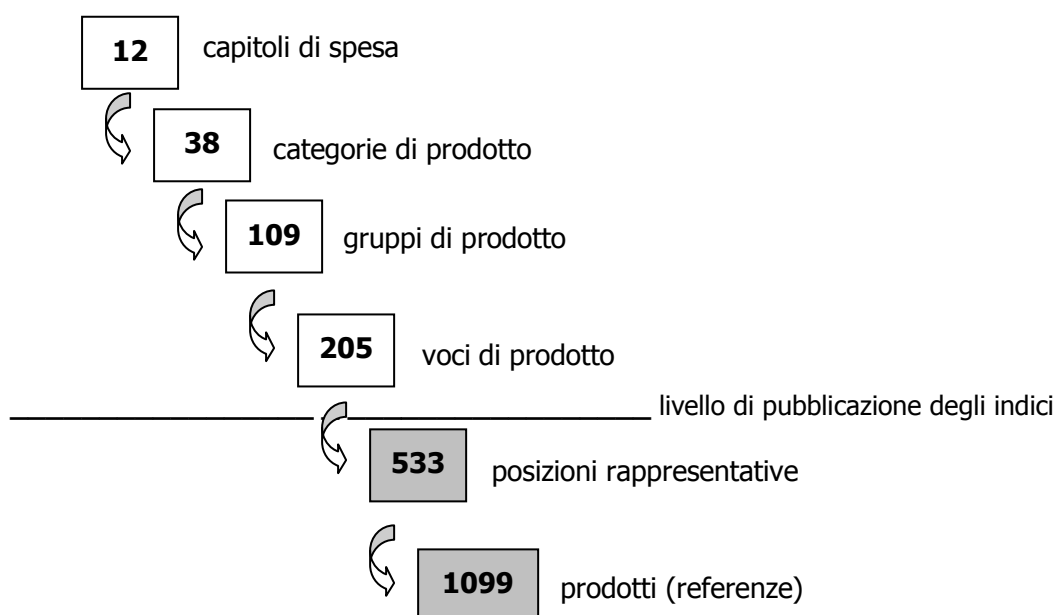 12 capitoli di spesa
38 categorie di prodotto
109 gruppi di prodotto
205 voci di prodotto
livello di pubblicazione degli indici
533 posizioni rappresentative
1099 prodotti (referenze)